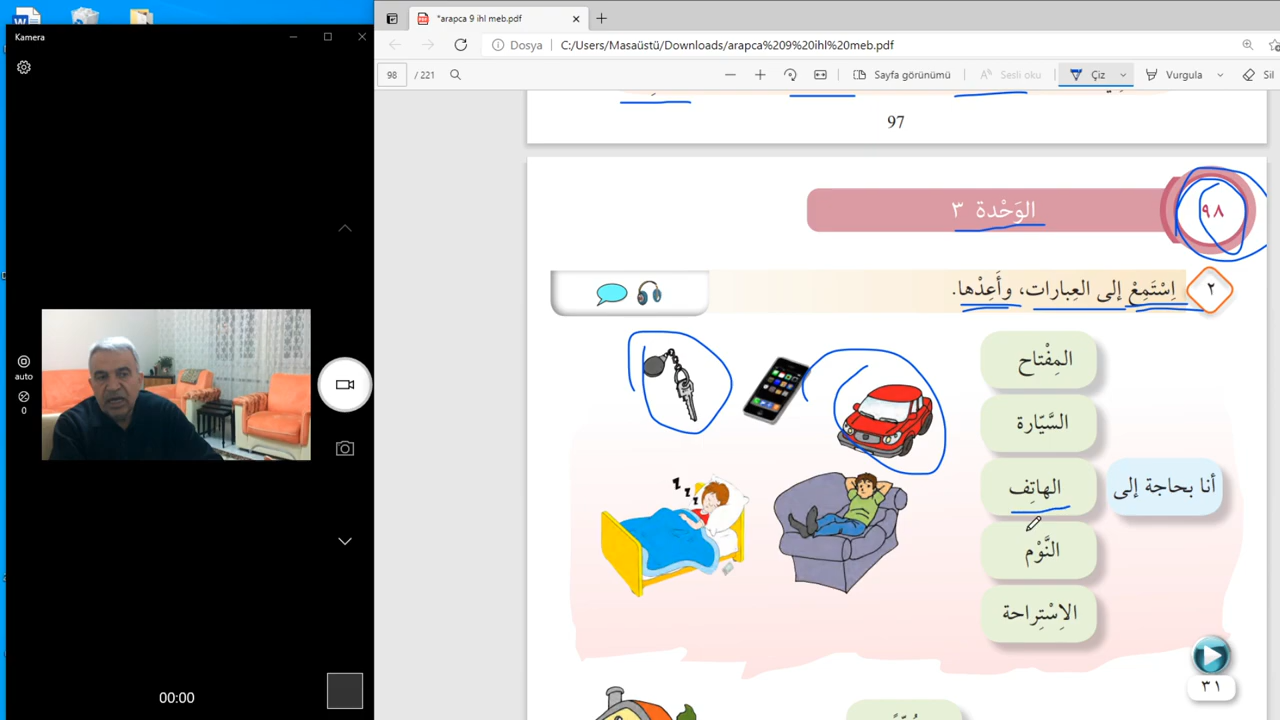 Kamera
auto
0
00:00
*arapca 9 ihl meb.pdf
Dosya C:/Users/Masaüstü/Downloads/arapca%209%20ihl%20meb.pdf
98 / 221
Sayfa görünümü
Sesli oku
Çiz
Vurgula
Sil
97
٩٨
الوَحْدة ٣
٢ اِسْتَمِعْ إلى العِبارات، وأَعِدْها.
المِفْتاح
السَّيّارة
أنا بحاجة إلى
الهاتِف
النَّوْم
الاِسْتِراحة
٣١